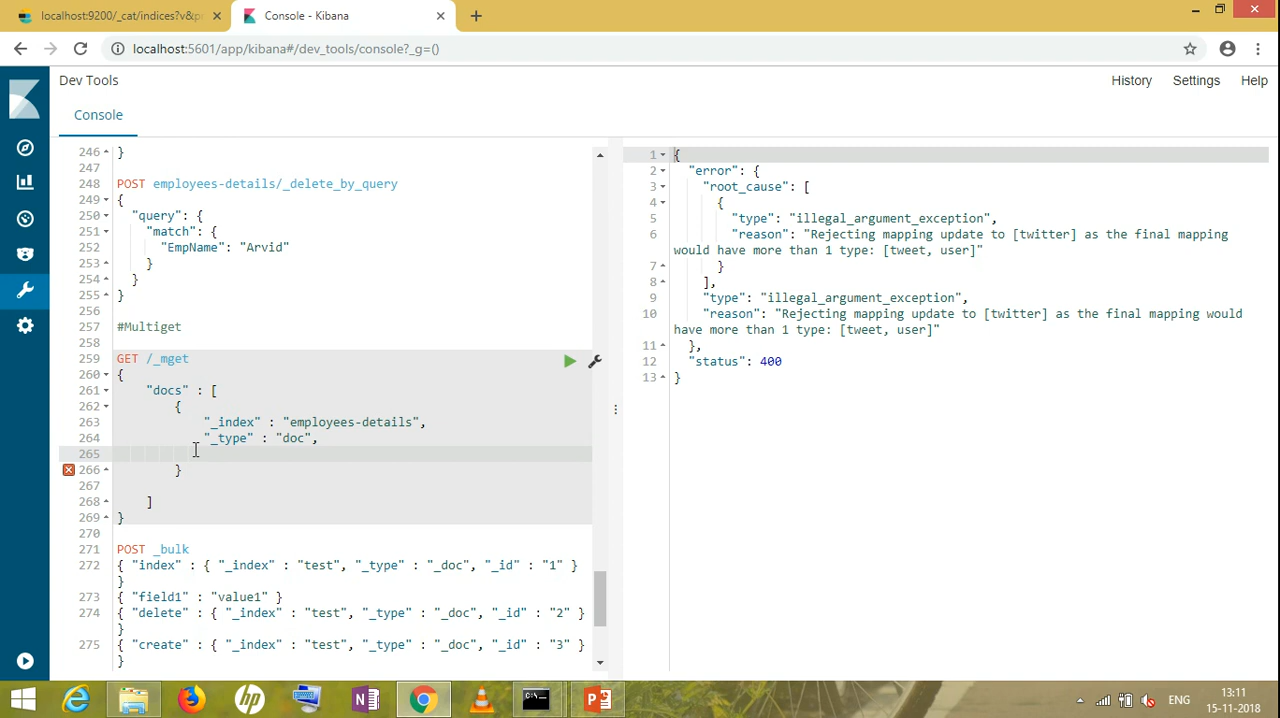 localhost:9200/_cat/indices?v&pr
Console - Kibana
localhost:5601/app/kibana#/dev_tools/console?_g=()
Dev Tools
History
Settings
Help
Console
246 }
247
248 POST employees-details/_delete_by_query
249 {
250 "query": {
251 "match": {
252 "EmpName": "Arvid"
253 }
254 }
255 }
256
257 #Multiget
258
259 GET /_mget
260 {
261 "docs" : [
262 {
263 "_index" : "employees-details",
264 "_type" : "doc",
265
266 }
267
268 ]
269 }
270
271 POST _bulk
272 { "index" : { "_index" : "test", "_type" : "_doc", "_id" : "1" }
}
273 { "field1" : "value1" }
274 { "delete" : { "_index" : "test", "_type" : "_doc", "_id" : "2" }
}
275 { "create" : { "_index" : "test", "_type" : "_doc", "_id" : "3" }
}
1 {
2 "error": {
3 "root_cause": [
4 {
5 "type": "illegal_argument_exception",
6 "reason": "Rejecting mapping update to [twitter] as the final mapping
would have more than 1 type: [tweet, user]"
7 }
8 ],
9 "type": "illegal_argument_exception",
10 "reason": "Rejecting mapping update to [twitter] as the final mapping would
have more than 1 type: [tweet, user]"
11 },
12 "status": 400
13 }
ENG
13:11
15-11-2018